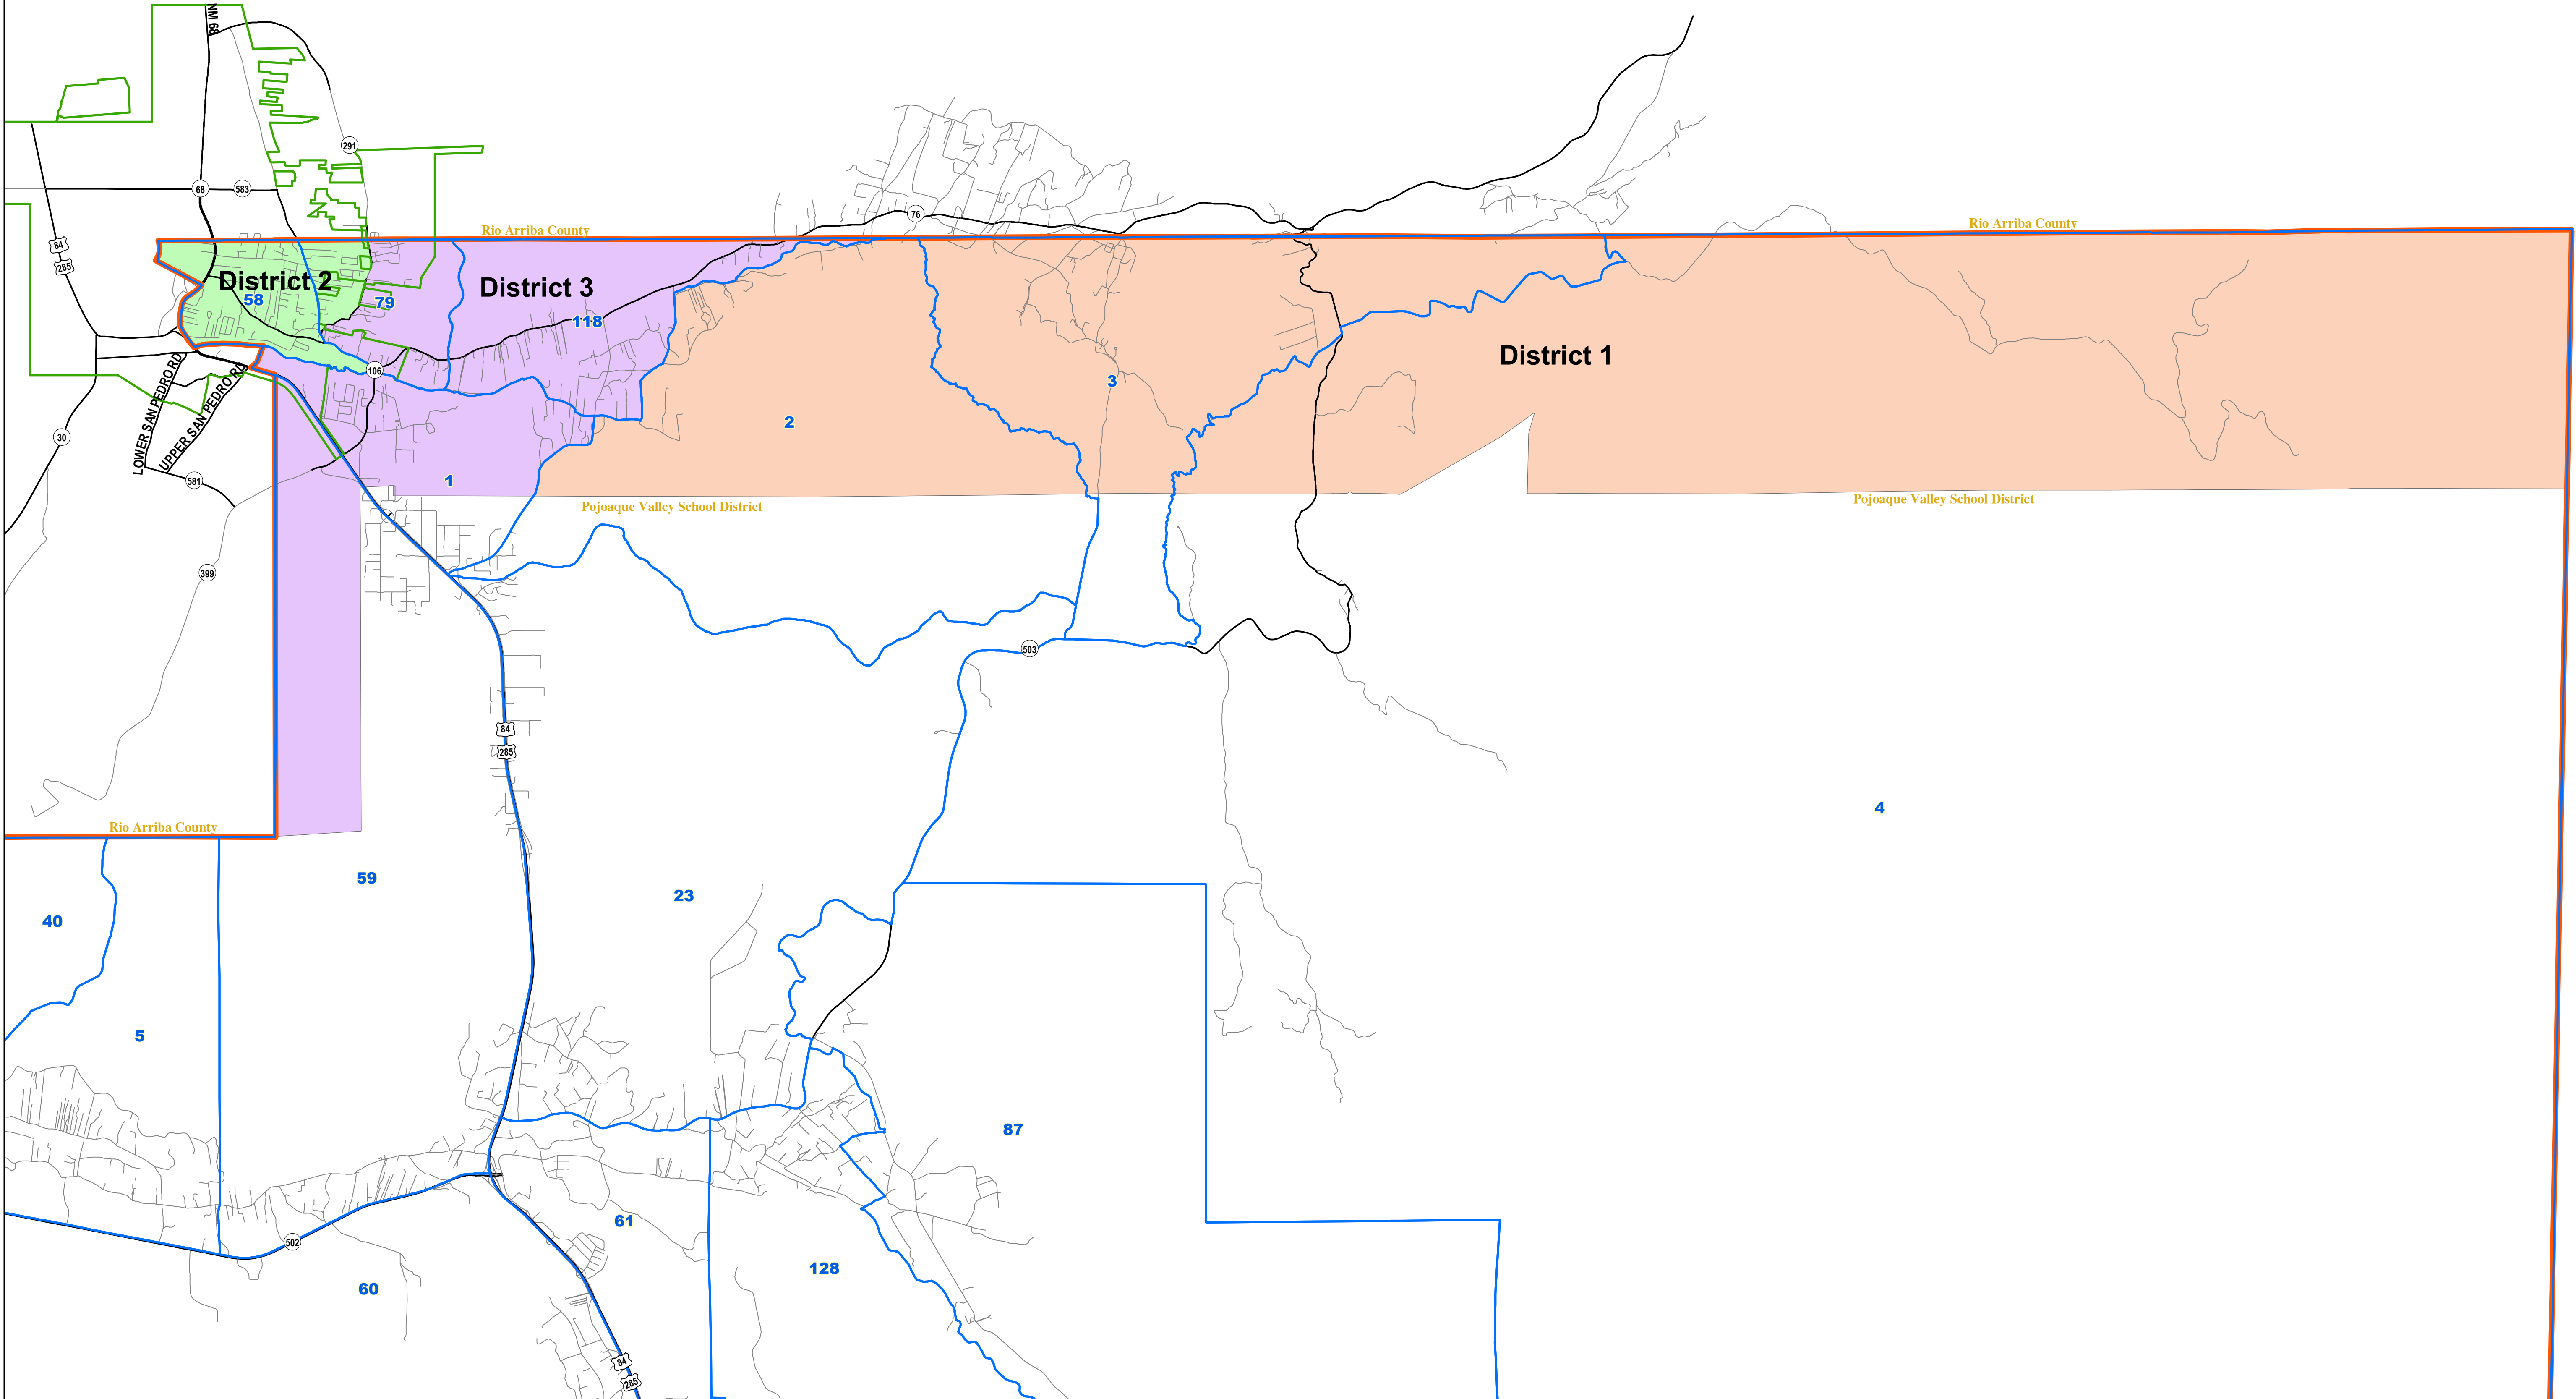 NM 68
291
68
583
76
Rio Arriba County
Rio Arriba County
84
285
District 2
58
79
District 3
118
District 1
106
LOWER SAN PEDRO RD
UPPER SAN PEDRO RD
3
2
30
581
1
Pojoaque Valley School District
Pojoaque Valley School District
399
503
84
285
4
Rio Arriba County
59
23
40
5
87
61
502
128
60
84
285